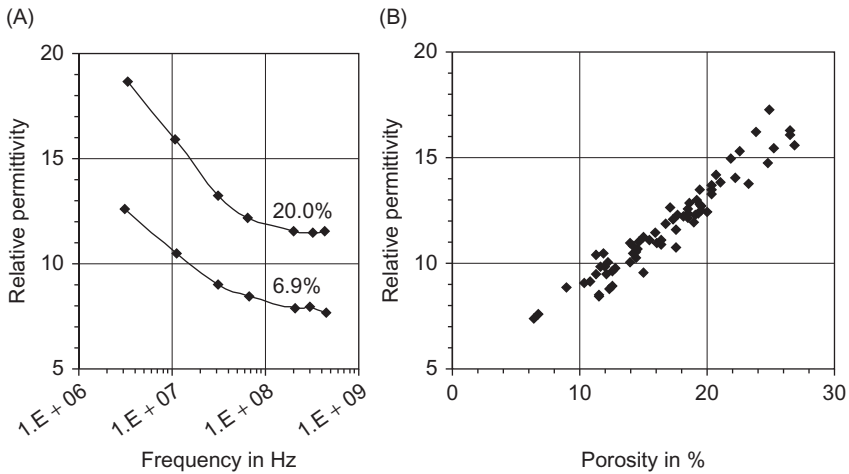 (A)
Relative permittivity
20
15
10
5
20.0%
6.9%
1.E + 06
1.E + 07
1.E + 08
1.E + 09
Frequency in Hz
(B)
Relative permittivity
20
15
10
5
0
10
20
30
Porosity in %